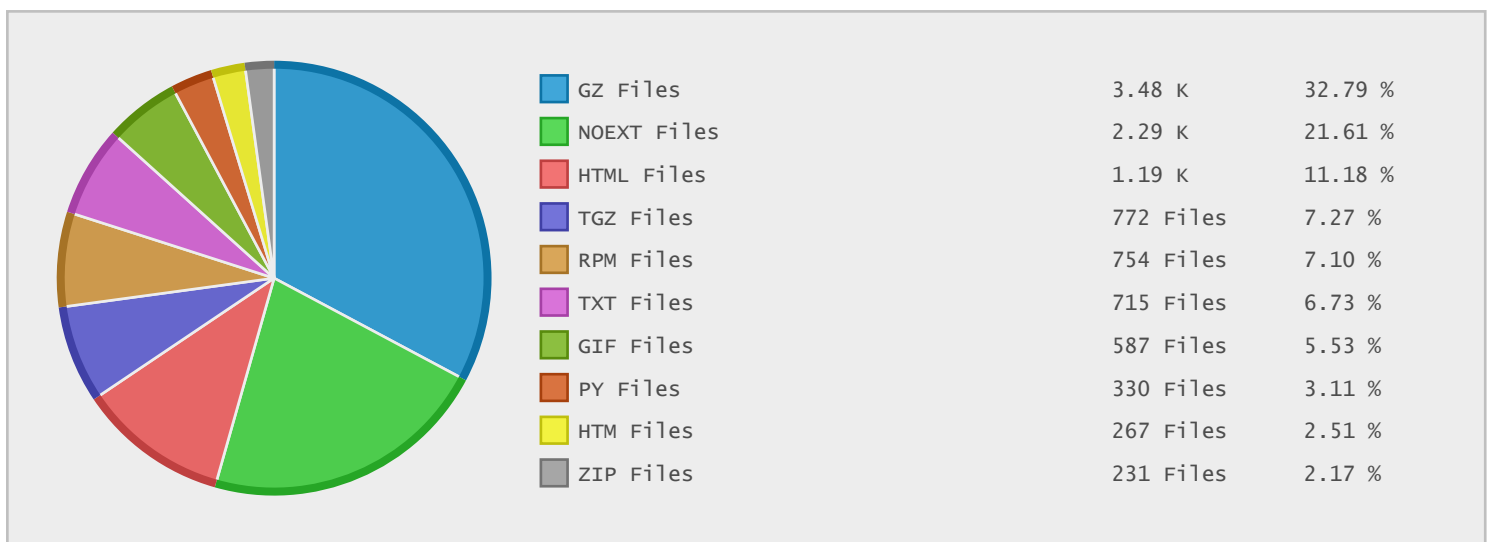 GZ Files 3.48 K 32.79 %
NOEXT Files 2.29 K 21.61 %
HTML Files 1.19 K 11.18 %
TGZ Files 772 Files 7.27 %
RPM Files 754 Files 7.10 %
TXT Files 715 Files 6.73 %
GIF Files 587 Files 5.53 %
PY Files 330 Files 3.11 %
HTM Files 267 Files 2.51 %
ZIP Files 231 Files 2.17 %